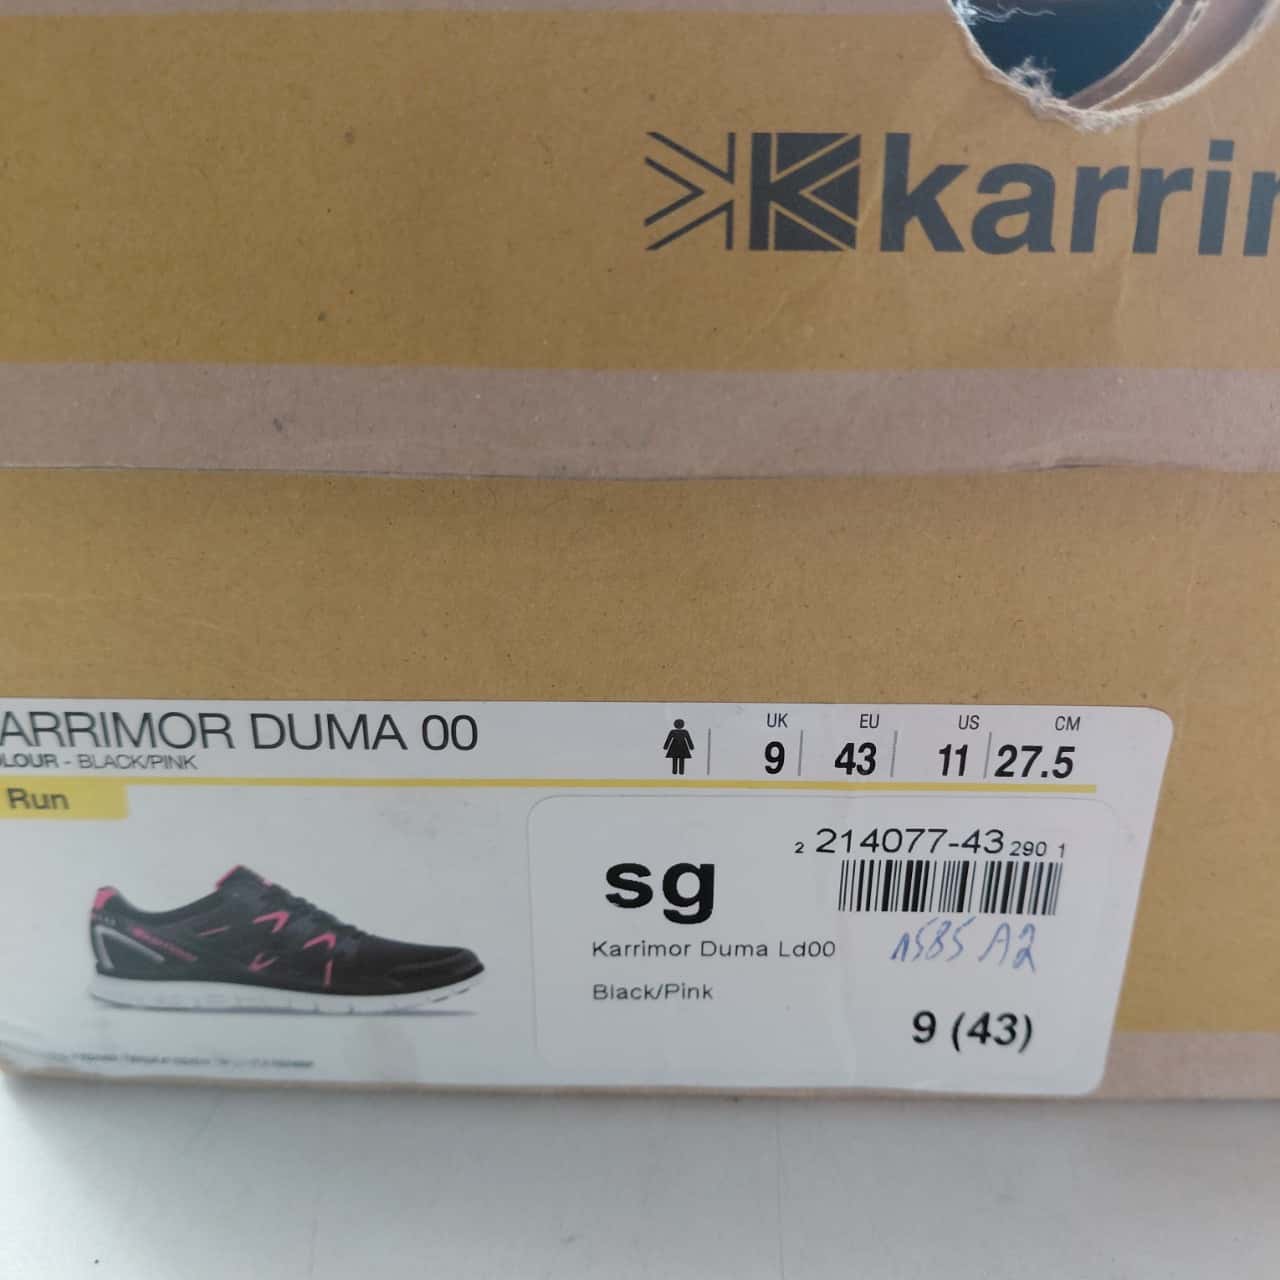 karrim
ARRIMOR DUMA 00
LOUR - BLACK/PINK
Run
UK EU US CM
9 43 11 27.5
2 214077-43 290 1
sg
Karrimor Duma Ld00
1585 A2
Black/Pink
9 (43)